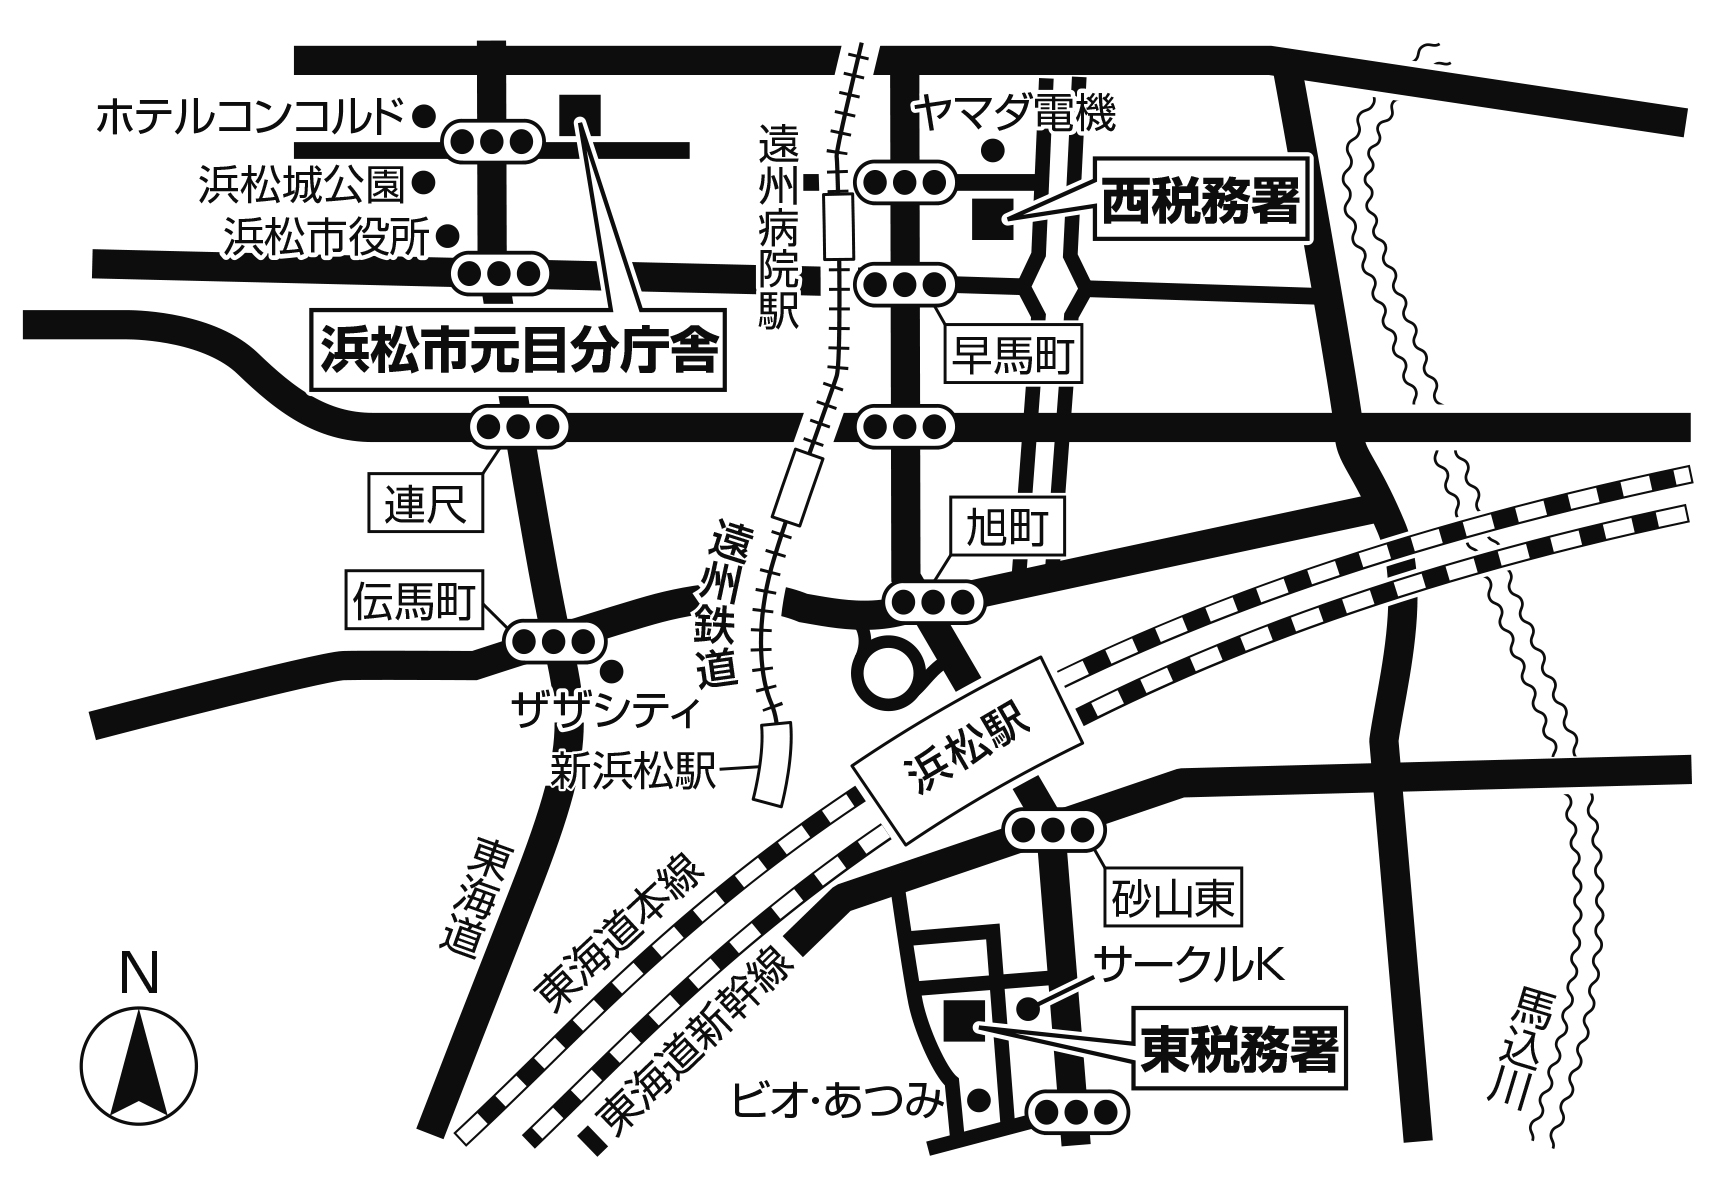 ホテルコンコルド
浜松城公園
浜松市役所
遠州病院駅
ヤマダ電機
西税務署
浜松市元目分庁舎
早馬町
連尺
旭町
遠州鉄道
伝馬町
ザザシティ
新浜松駅
浜松駅
東海道
東海道本線
東海道新幹線
砂山東
サークルK
東税務署
ビオ・あつみ
馬込川
N